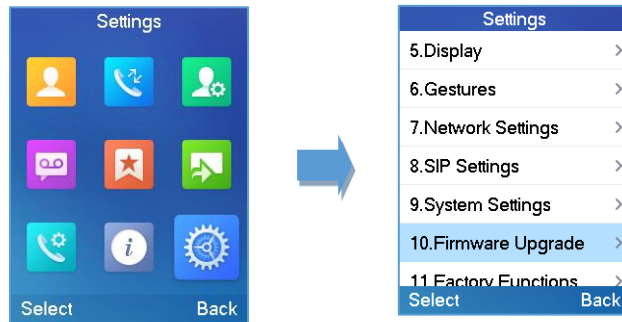 Settings
Select Back
Settings
5.Display
6.Gestures
7.Network Settings
8.SIP Settings
9.System Settings
10.Firmware Upgrade
11.Factory Functions
Select Back